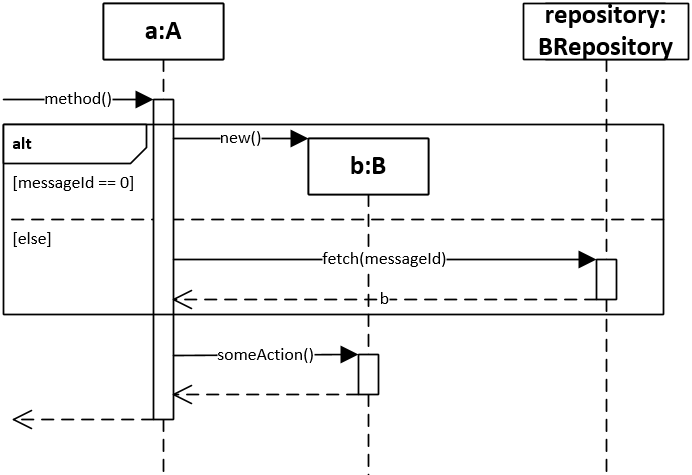 a:A
repository:
BRepository
method()
alt
new()
b:B
[messageId == 0]
[else]
fetch(messageId)
b
someAction()